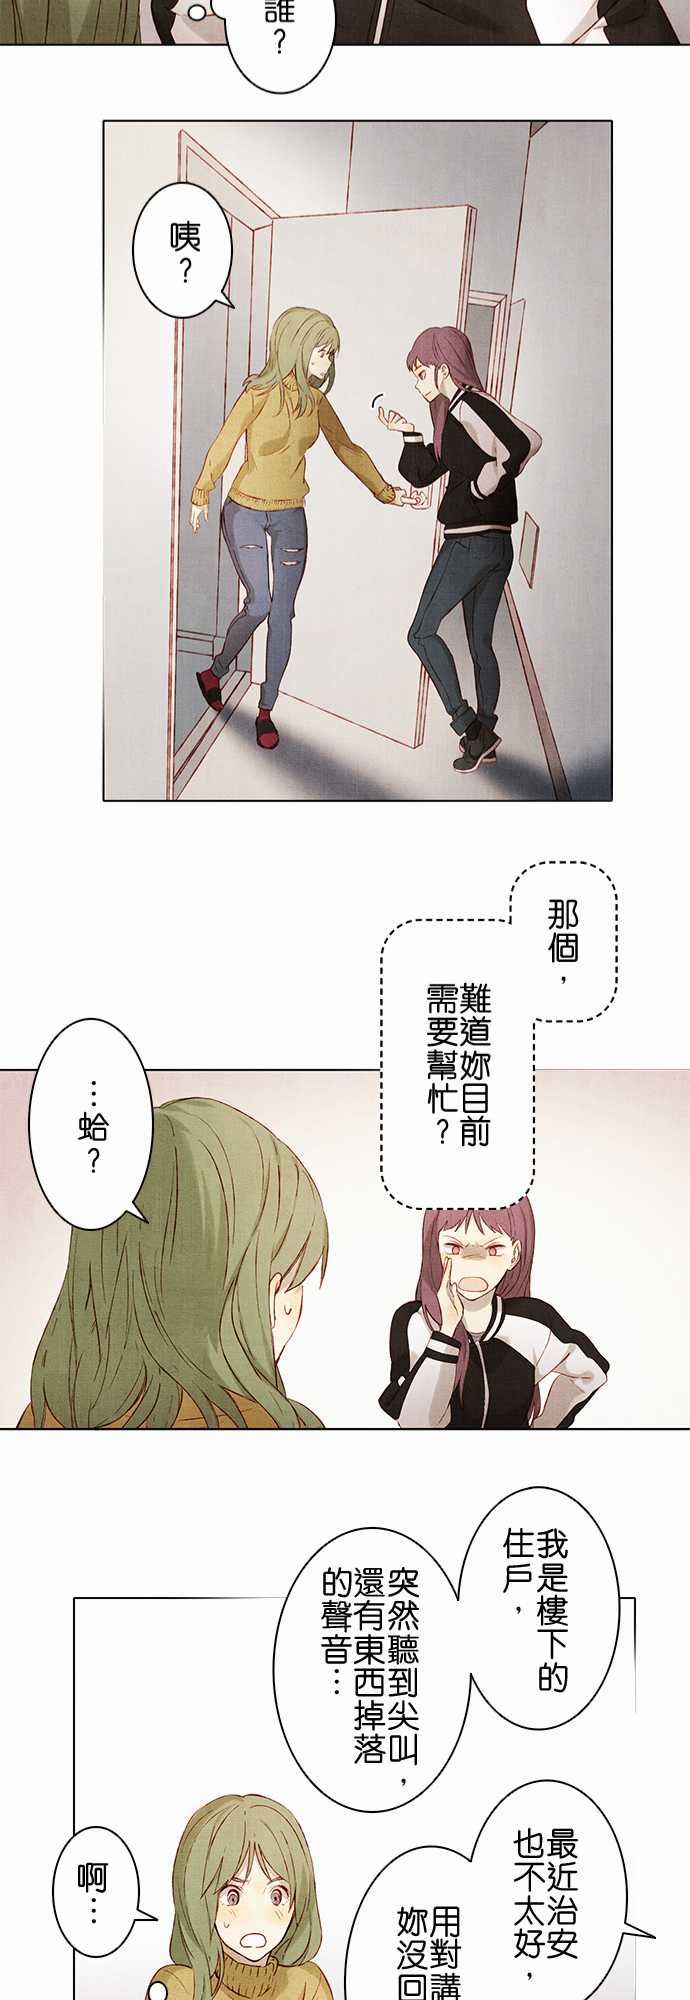 誰？
咦？
那個，
難道妳目前
需要幫忙？
…蛤？
我是樓下的
住戶，
突然聽到尖叫，
還有東西掉落
的聲音…
啊…
最近治安
也不太好，
用對講
妳沒回